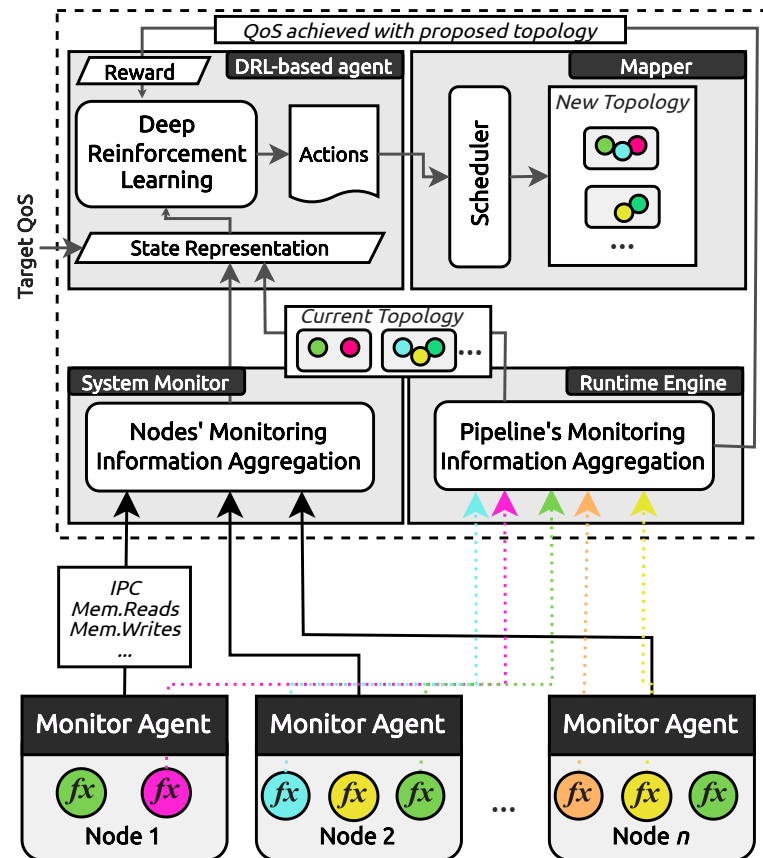 QoS achieved with proposed topology
Reward
DRL-based agent
Mapper
Deep
Reinforcement
Learning
Actions
Scheduler
New Topology
...
Target QoS
State Representation
Current Topology
...
System Monitor
Runtime Engine
Nodes' Monitoring
Information Aggregation
Pipeline's Monitoring
Information Aggregation
IPC
Mem.Reads
Mem.Writes
...
Monitor Agent
Monitor Agent
Monitor Agent
fx
fx
fx
fx
fx
...
fx
fx
fx
Node 1
Node 2
Node n